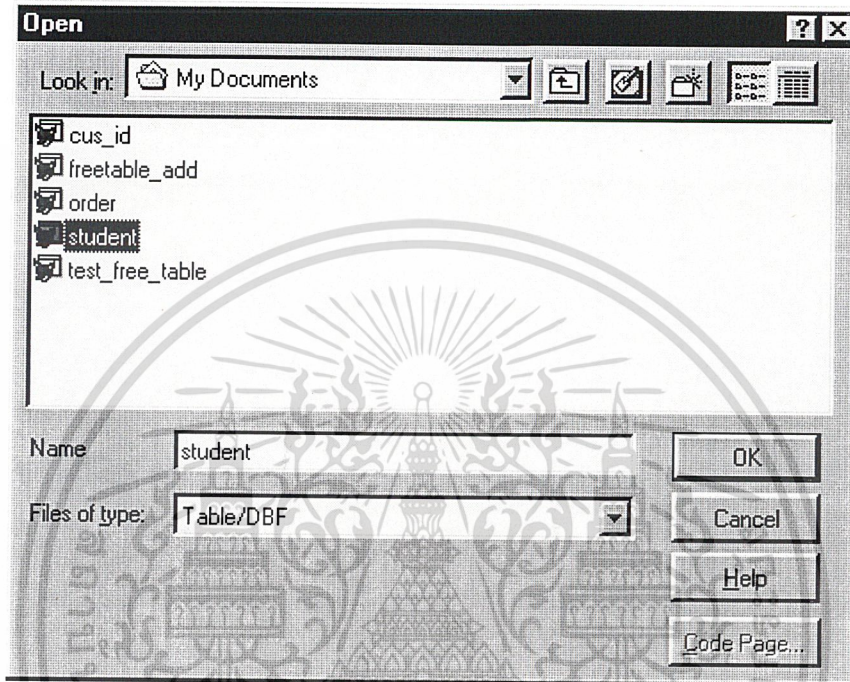 Open
Look in: My Documents
cus_id
freetable_add
order
student
test_free_table
Name student OK
Files of type: Table/DBF Cancel
Help
Code Page...